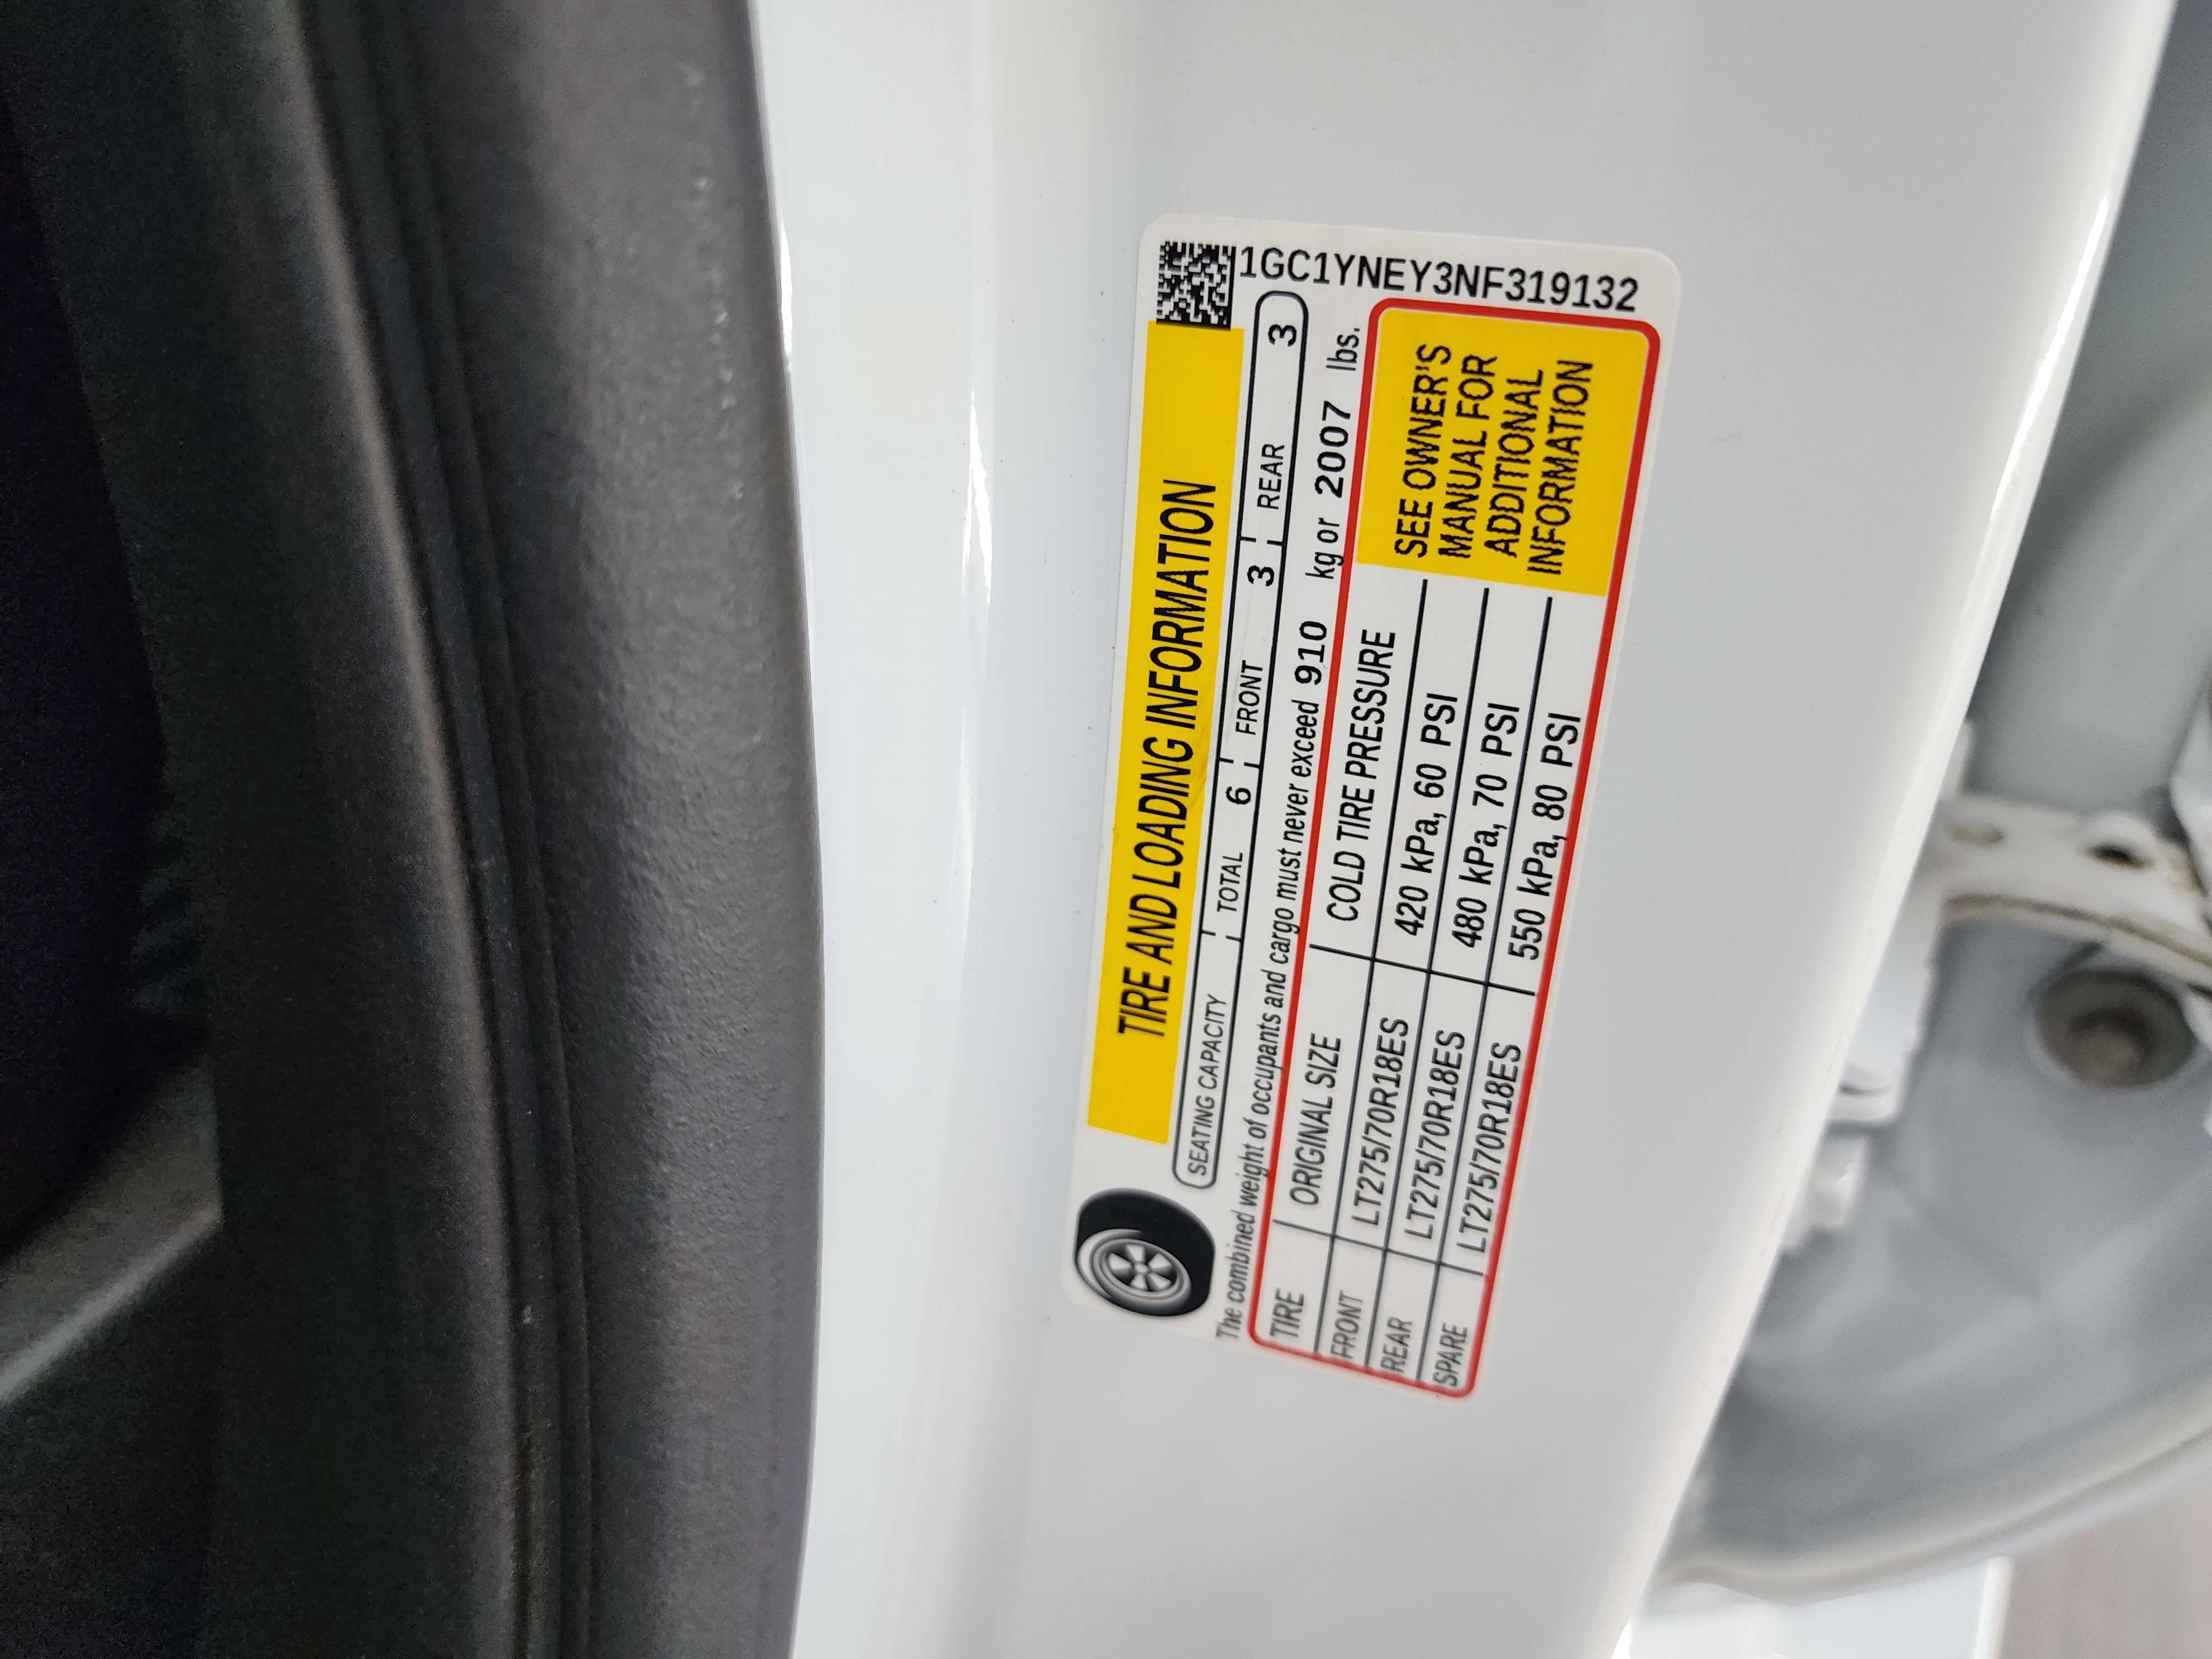 TIRE AND LOADING INFORMATION
SEATING CAPACITY TOTAL 6 FRONT 3 REAR 3
The combined weight of occupants and cargo must never exceed 910 kg or 2007 lbs.
TIRE ORIGINAL SIZE COLD TIRE PRESSURE
FRONT LT275/70R18ES 420 kPa, 60 PSI
REAR LT275/70R18ES 480 kPa, 70 PSI
SPARE LT275/70R18ES 550 kPa, 80 PSI
SEE OWNER'S
MANUAL FOR
ADDITIONAL
INFORMATION
1GC1YNEY3NF319132